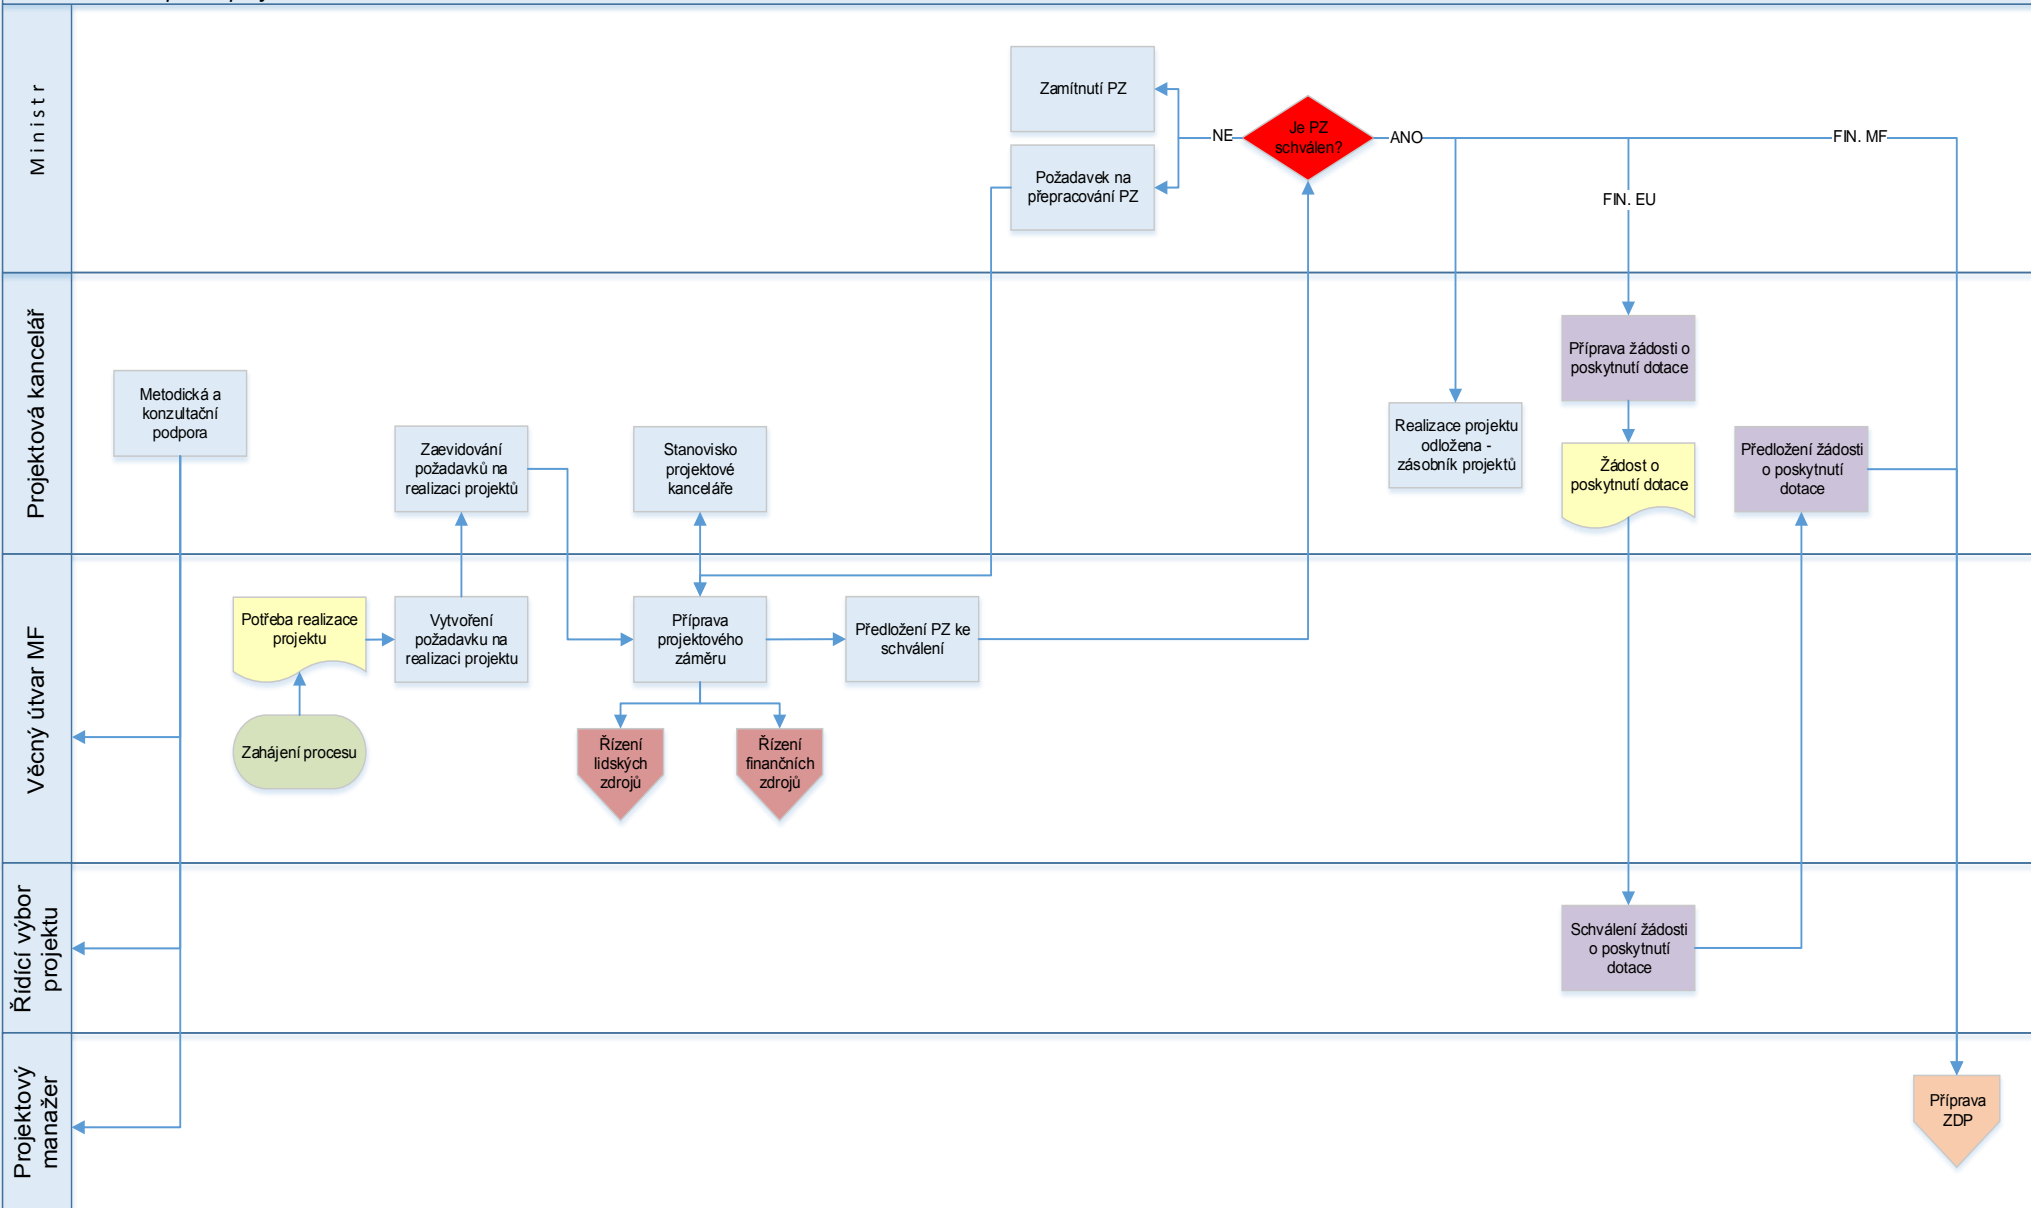 Ministr
Zamítnutí PZ
Požadavek na
přepracování PZ
NE
Je PZ
schválen?
ANO
FIN. EU
FIN. MF
Projektová kancelář
Metodická a
konzultační
podpora
Zaevidování
požadavků na
realizaci projektů
Stanovisko
projektové
kanceláře
Realizace projektu
odložena -
zásobník projektů
Příprava žádosti o
poskytnutí dotace
Žádost o
poskytnutí dotace
Předložení žádosti
o poskytnutí
dotace
Věcný útvar MF
Potřeba realizace
projektu
Zahájení procesu
Vytvoření
požadavku na
realizaci projektu
Příprava
projektového
záměru
Předložení PZ ke
schválení
Řízení
lidských
zdrojů
Řízení
finančních
zdrojů
Řídící výbor
projektu
Schválení žádosti
o poskytnutí
dotace
Projektový
manažer
Příprava
ZDP